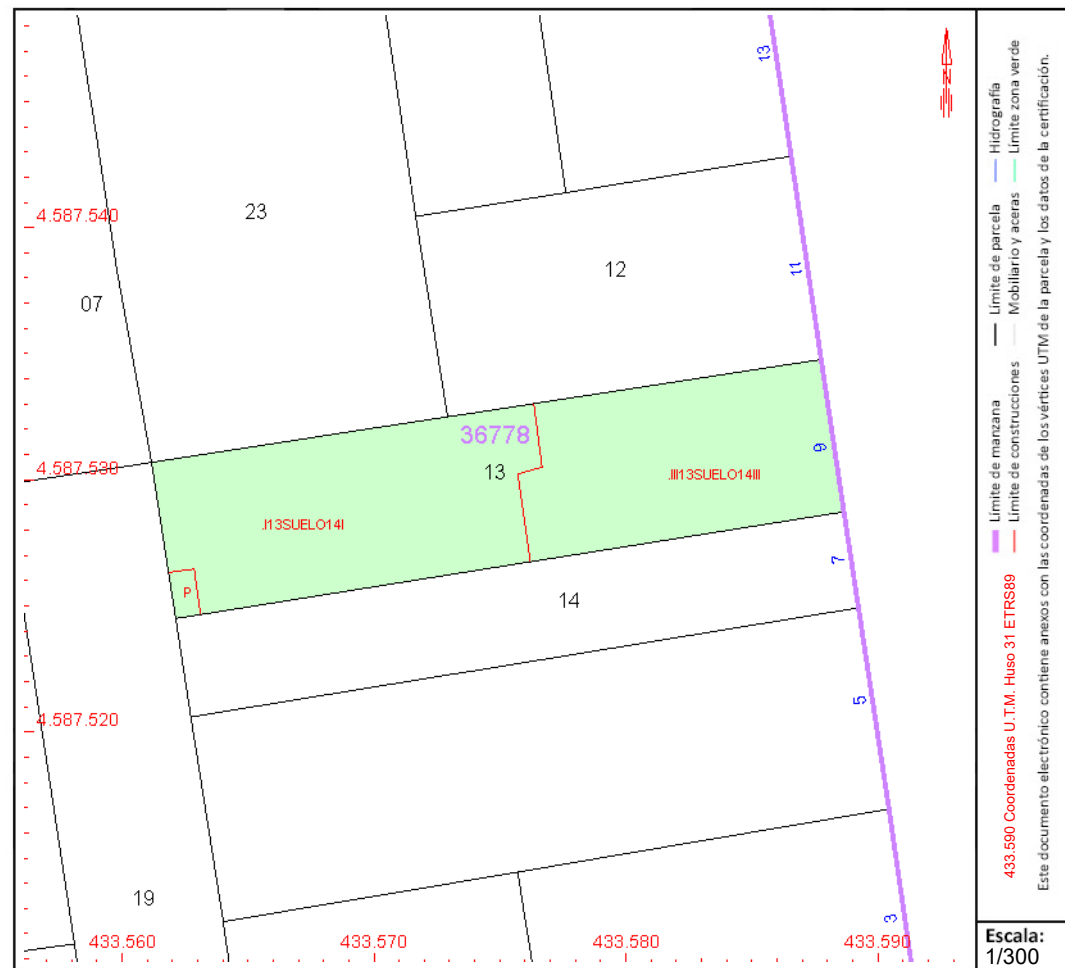 13
N
23
4.587.540
12
11
07
36778
4.587.530
13
9
.III13SUELO14III
.I13SUELO14I
7
P
14
5
4.587.520
19
3
433.560
433.570
433.580
433.590
Hidrografía
Límite zona verde
Límite de parcela
Mobiliario y aceras
Límite de manzana
Límite de construcciones
433.590 Coordenadas U.T.M. Huso 31 ETRS89
Este documento electrónico contiene anexos con las coordenadas de los vértices UTM de la parcela y los datos de la certificación.
Escala:
1/300